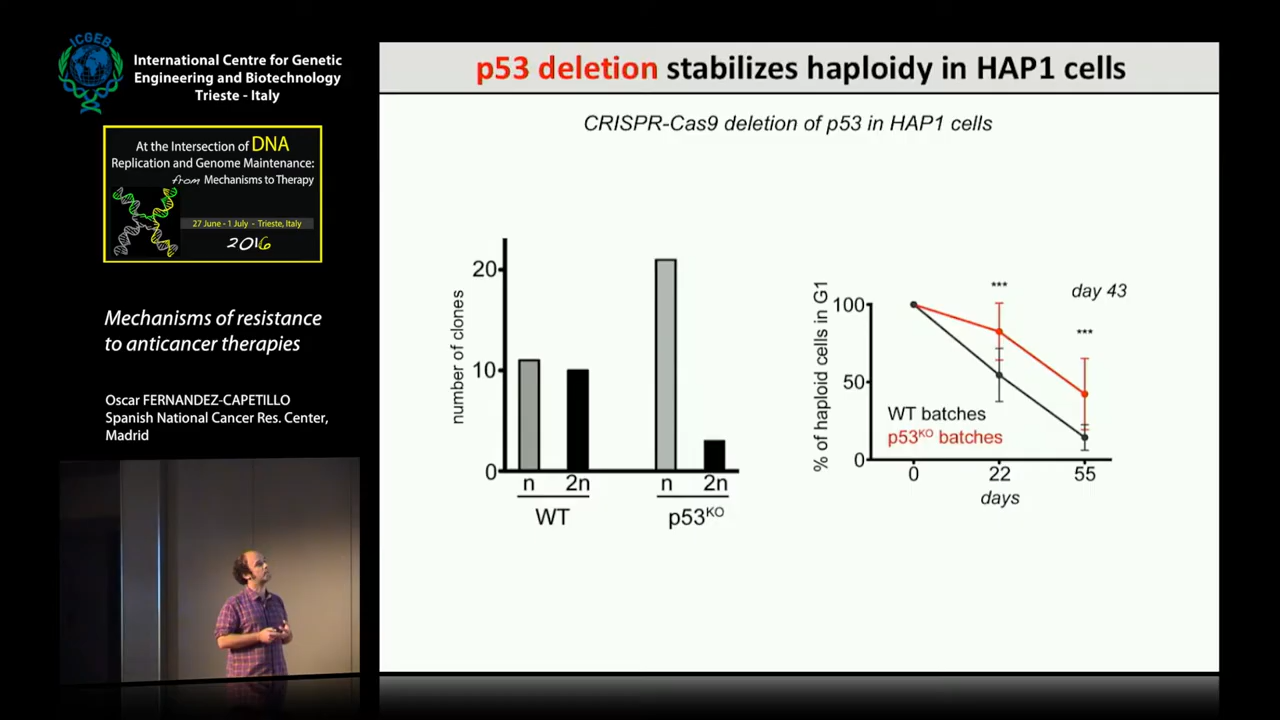 ICGEB
International Centre for Genetic
Engineering and Biotechnology
Trieste - Italy
At the Intersection of DNA
Replication and Genome Maintenance:
from Mechanisms to Therapy
27 June - 1 July - Trieste, Italy
2016
Mechanisms of resistance
to anticancer therapies
Oscar FERNANDEZ-CAPETILLO
Spanish National Cancer Res. Center,
Madrid
p53 deletion stabilizes haploidy in HAP1 cells
CRISPR-Cas9 deletion of p53 in HAP1 cells
number of clones
20
10
0
n 2n n 2n
WT p53KO
% of haploid cells in G1
100
50
0
*** day 43
***
WT batches
p53KO batches
0 22 55
days